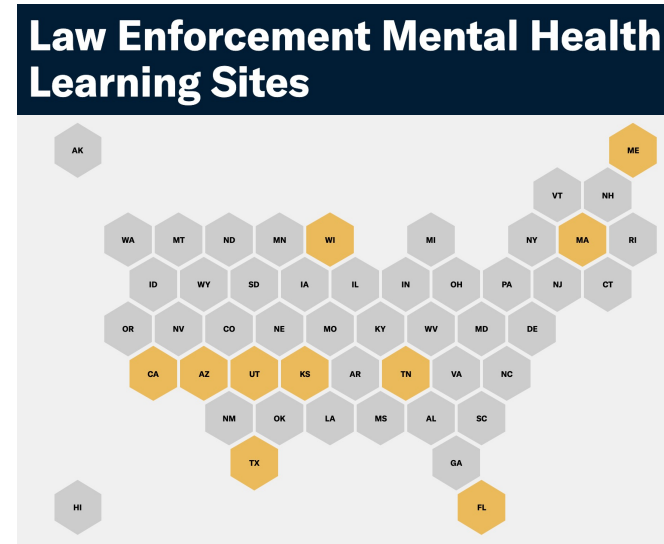 Law Enforcement Mental Health
Learning Sites
AK
ME
VT NH
WA MT ND MN WI MI NY MA RI
ID WY SD IA IL IN OH PA NJ CT
OR NV CO NE MO KY WV MD DE
CA AZ UT KS AR TN VA NC
NM OK LA MS AL SC
TX GA
HI FL